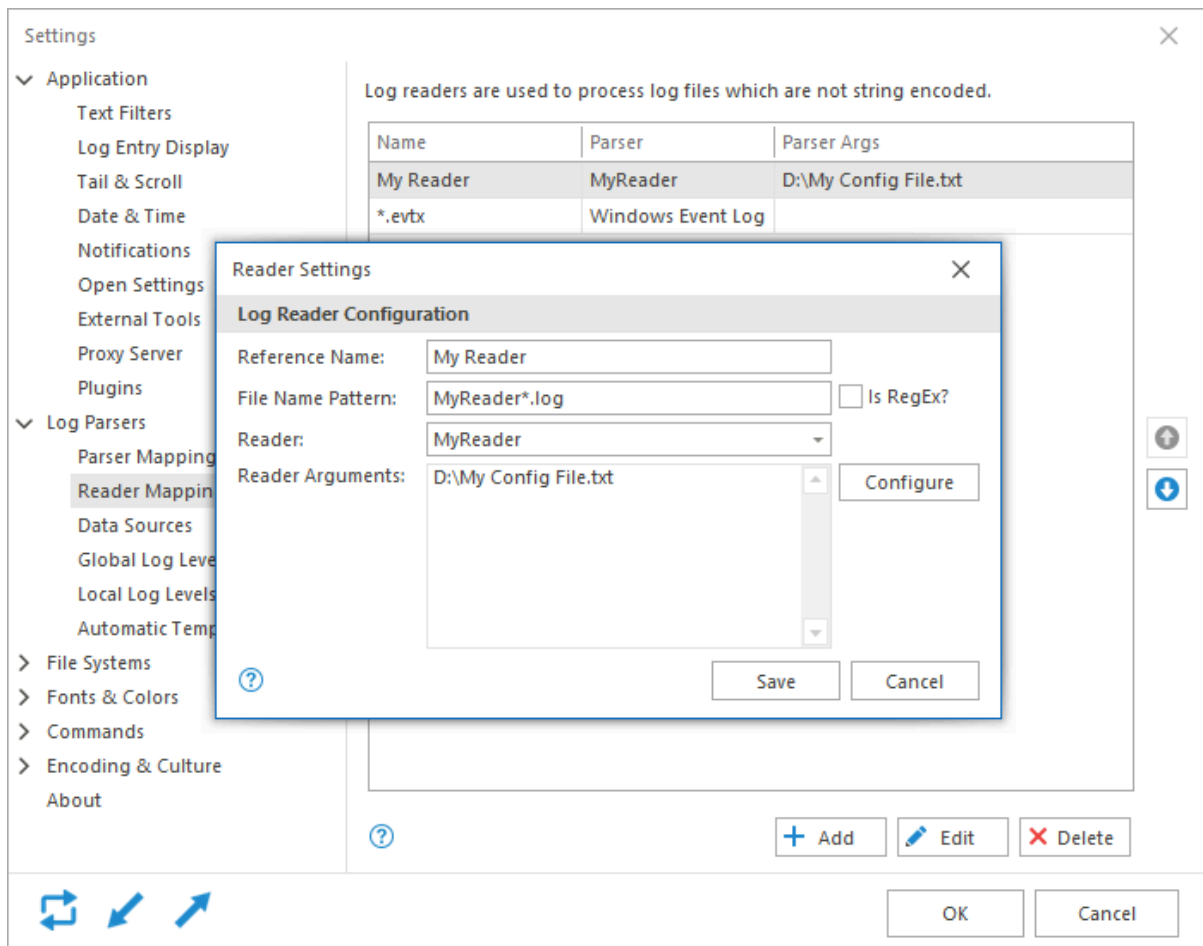 Settings
Application
Text Filters
Log Entry Display
Tail & Scroll
Date & Time
Notifications
Open Settings
External Tools
Proxy Server
Plugins
Log Parsers
Parser Mapping
Reader Mappin
Data Sources
Global Log Leve
Local Log Levels
Automatic Temp
File Systems
Fonts & Colors
Commands
Encoding & Culture
About
Log readers are used to process log files which are not string encoded.
Name Parser Parser Args
My Reader MyReader D:\My Config File.txt
*.evtx Windows Event Log
Reader Settings
Log Reader Configuration
Reference Name: My Reader
File Name Pattern: MyReader*.log Is RegEx?
Reader: MyReader
Reader Arguments: D:\My Config File.txt Configure
Save Cancel
Add Edit Delete
OK Cancel